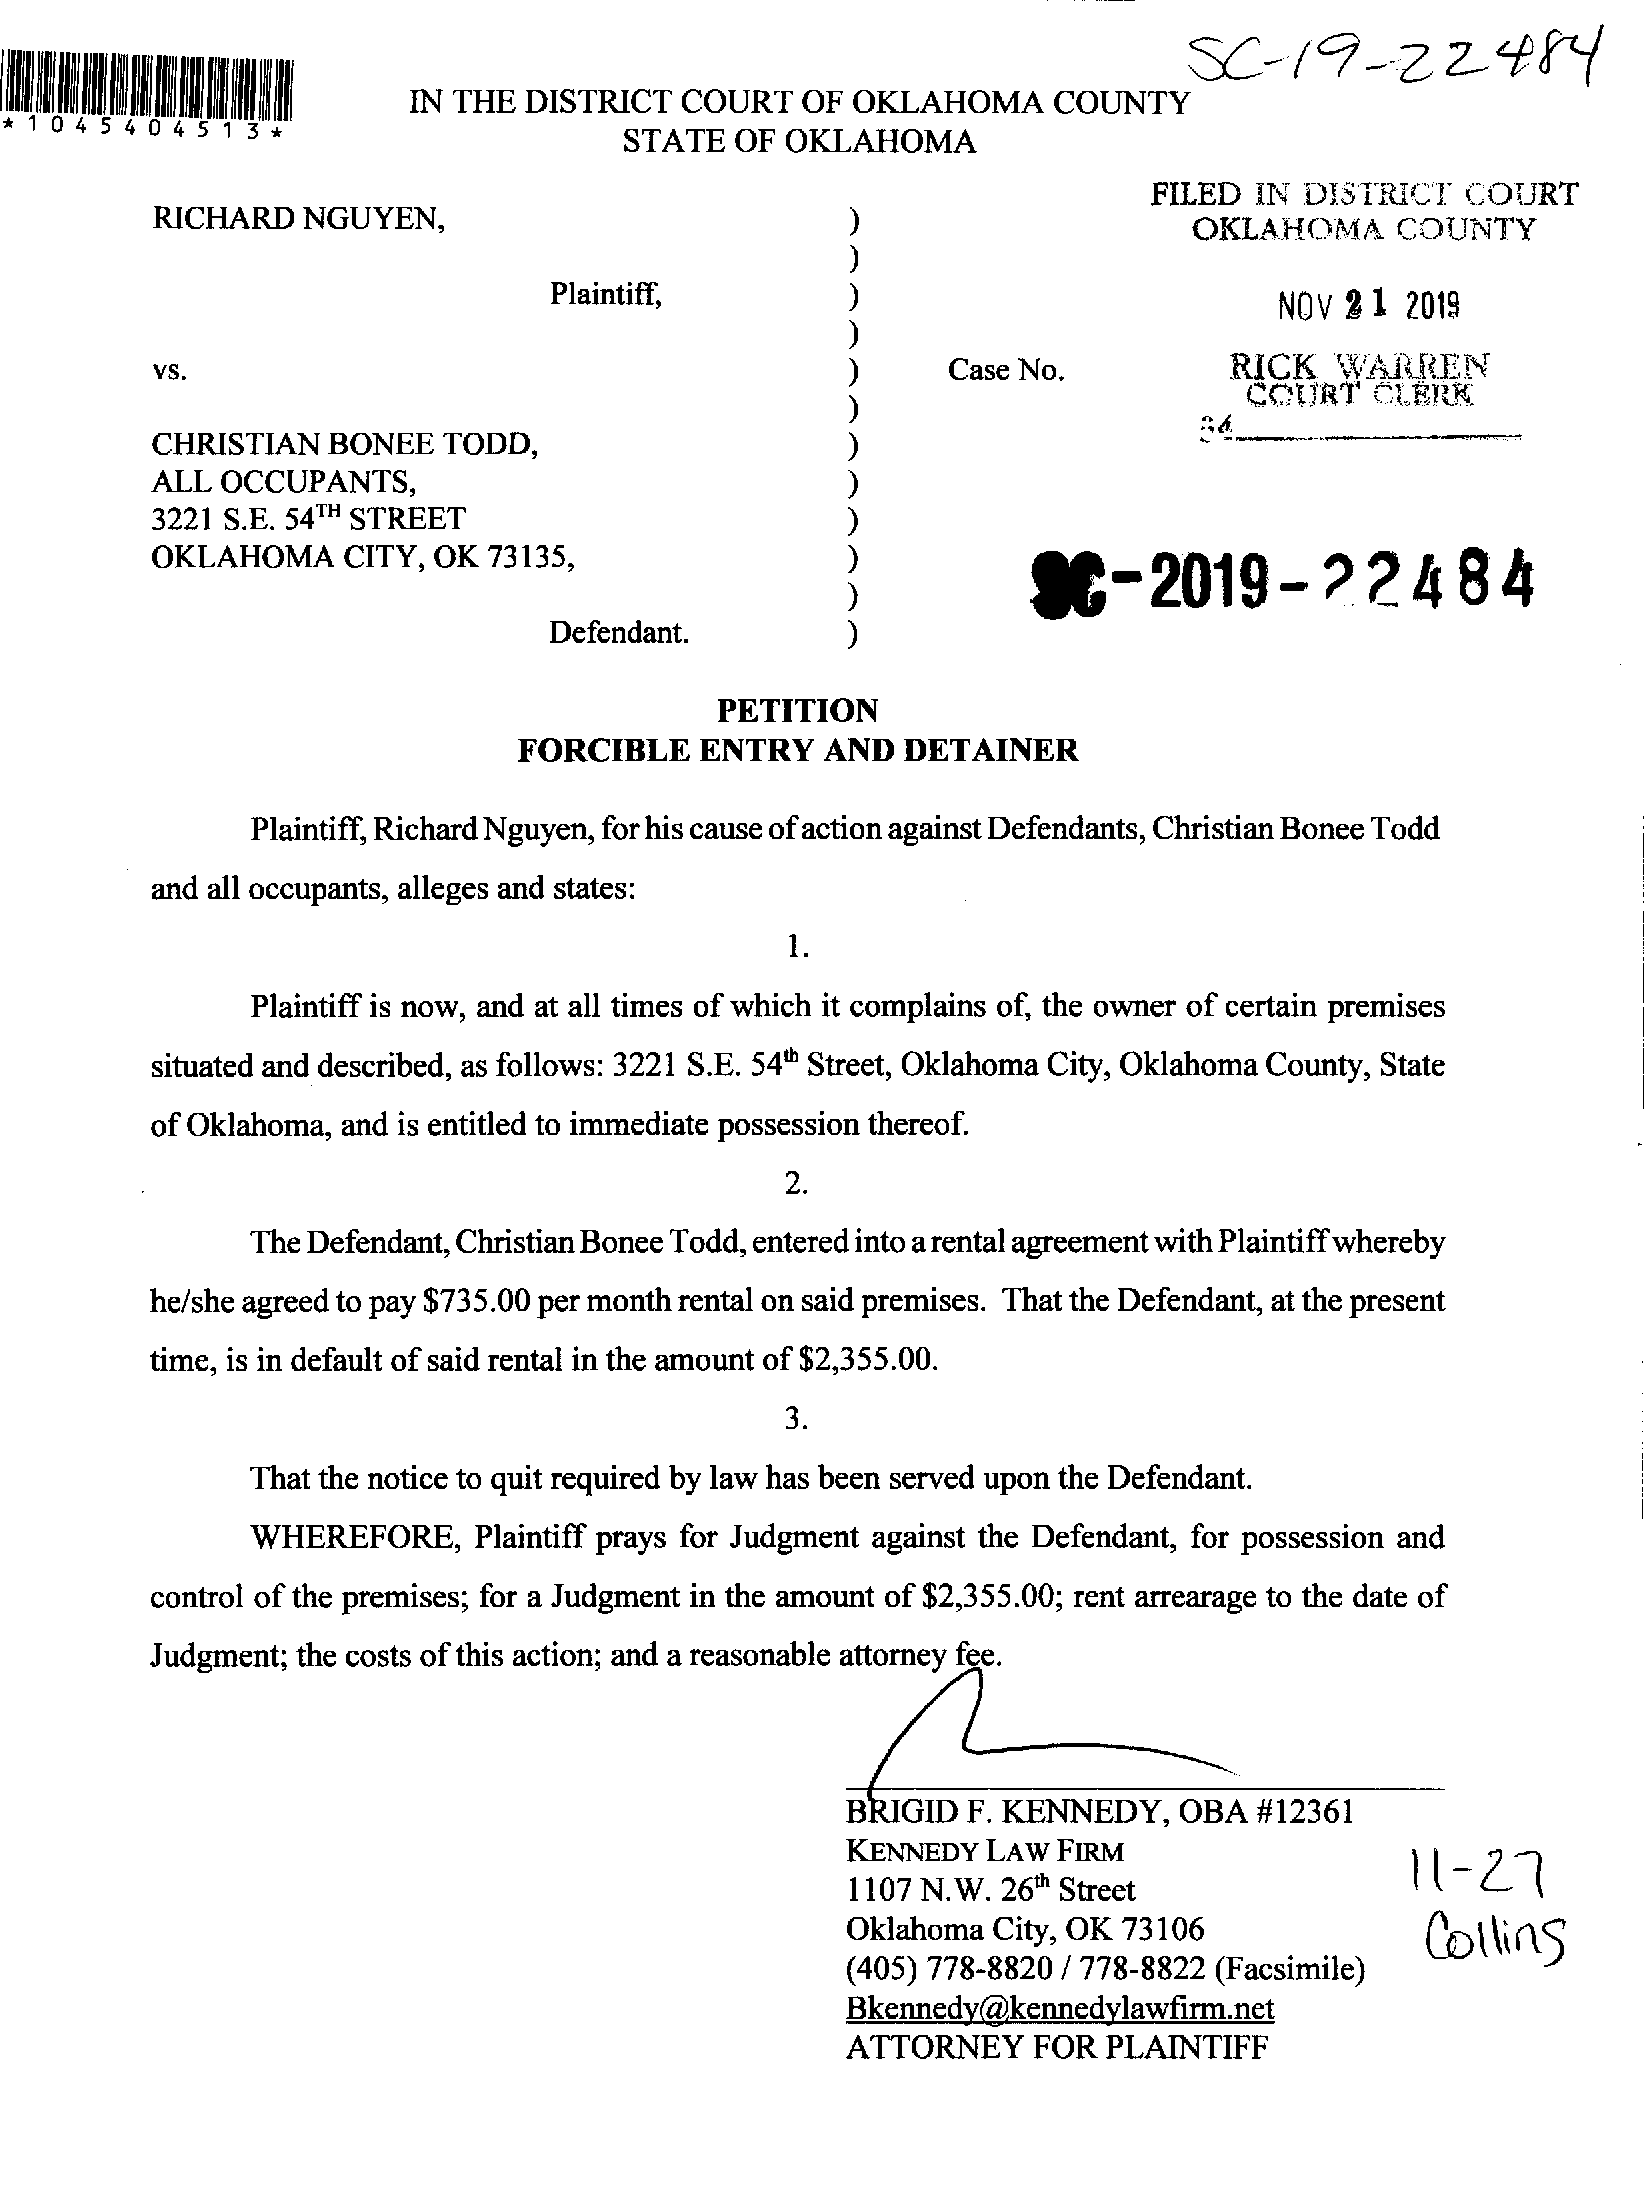 SC-19-22484
*1045404513*
IN THE DISTRICT COURT OF OKLAHOMA COUNTY
STATE OF OKLAHOMA
FILED IN DISTRICT COURT
OKLAHOMA COUNTY
RICHARD NGUYEN, )
)
Plaintiff, )
NOV 21 2019
)
vs. ) Case No.
RICK WARREN
COURT CLERK
)
CHRISTIAN BONEE TODD, )
ALL OCCUPANTS, )
3221 S.E. 54TH STREET )
OKLAHOMA CITY, OK 73135, )
SC-2019-22484
)
Defendant. )
PETITION
FORCIBLE ENTRY AND DETAINER
Plaintiff, Richard Nguyen, for his cause of action against Defendants, Christian Bonee Todd
and all occupants, alleges and states:
1.
Plaintiff is now, and at all times of which it complains of, the owner of certain premises
situated and described, as follows: 3221 S.E. 54th Street, Oklahoma City, Oklahoma County, State
of Oklahoma, and is entitled to immediate possession thereof.
2.
The Defendant, Christian Bonee Todd, entered into a rental agreement with Plaintiff whereby
he/she agreed to pay $735.00 per month rental on said premises. That the Defendant, at the present
time, is in default of said rental in the amount of $2,355.00.
3.
That the notice to quit required by law has been served upon the Defendant.
WHEREFORE, Plaintiff prays for Judgment against the Defendant, for possession and
control of the premises; for a Judgment in the amount of $2,355.00; rent arrearage to the date of
Judgment; the costs of this action; and a reasonable attorney fee.
BRIGID F. KENNEDY, OBA #12361
KENNEDY LAW FIRM
1107 N.W. 26th Street
Oklahoma City, OK 73106
(405) 778-8820 / 778-8822 (Facsimile)
Bkennedy@kennedylawfirm.net
ATTORNEY FOR PLAINTIFF
11-27
Collins